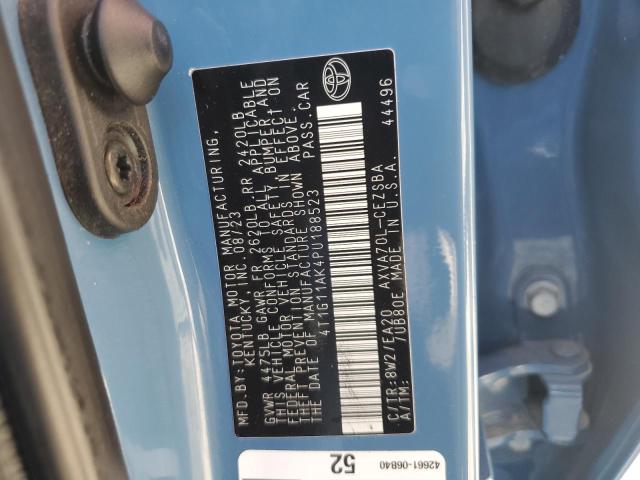 MFD.BY:TOYOTA MOTOR MANUFACTURING,
KENTUCKY, INC. 08/23
GVWR 4475LB GAWR FR 2620LB.RR 2420LB
THIS VEHICLE CONFORMS TO ALL APPLICABLE
FEDERAL MOTOR VEHICLE SAFETY BUMPER,AND
THEFT PREVENTION STANDARDS IN EFFECT ON
THE DATE OF MANUFACTURE SHOWN ABOVE.
4T1G11AK4PU188523 PASS.CAR
C/TR:8W2/EA20 AXVA70L-CEZSBA
A/TM: /UB80E MADE IN U.S.A. 44496
52
42661-06B40